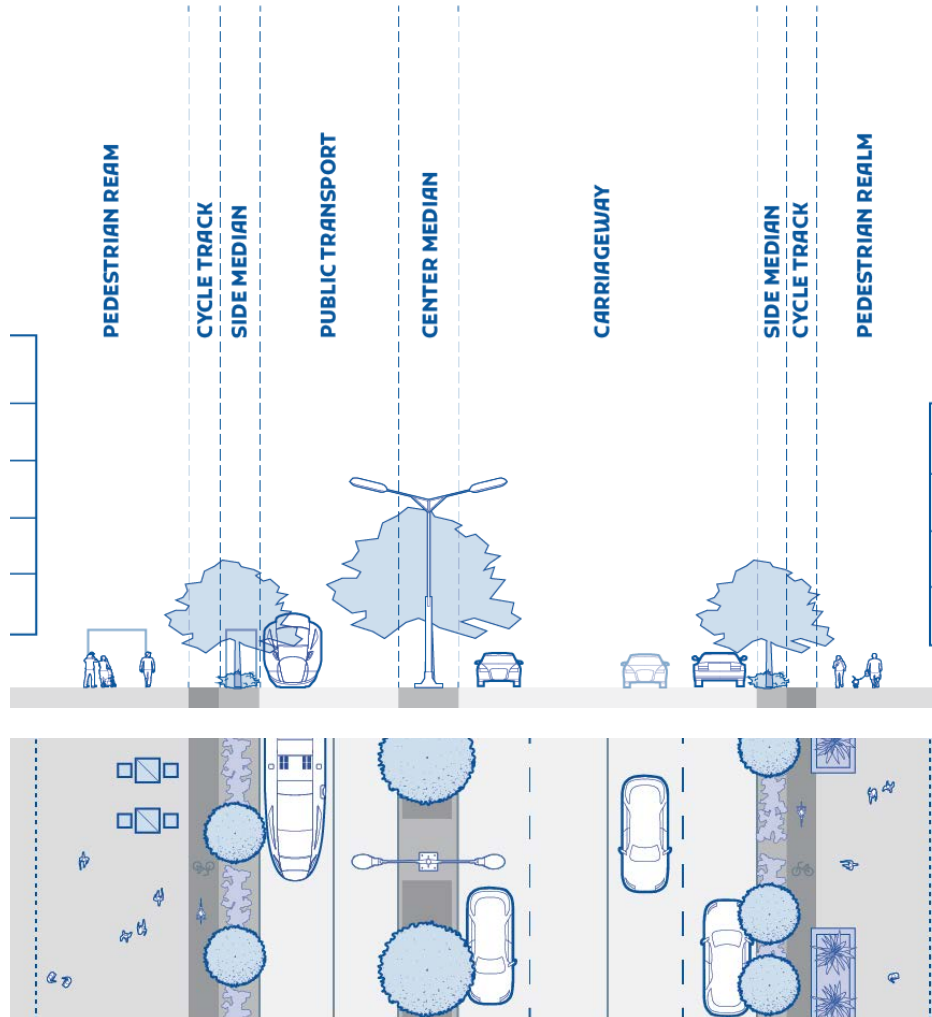 PEDESTRIAN REAM
CYCLE TRACK
SIDE MEDIAN
PUBLIC TRANSPORT
CENTER MEDIAN
CARRIAGEWAY
SIDE MEDIAN
CYCLE TRACK
PEDESTRIAN REALM